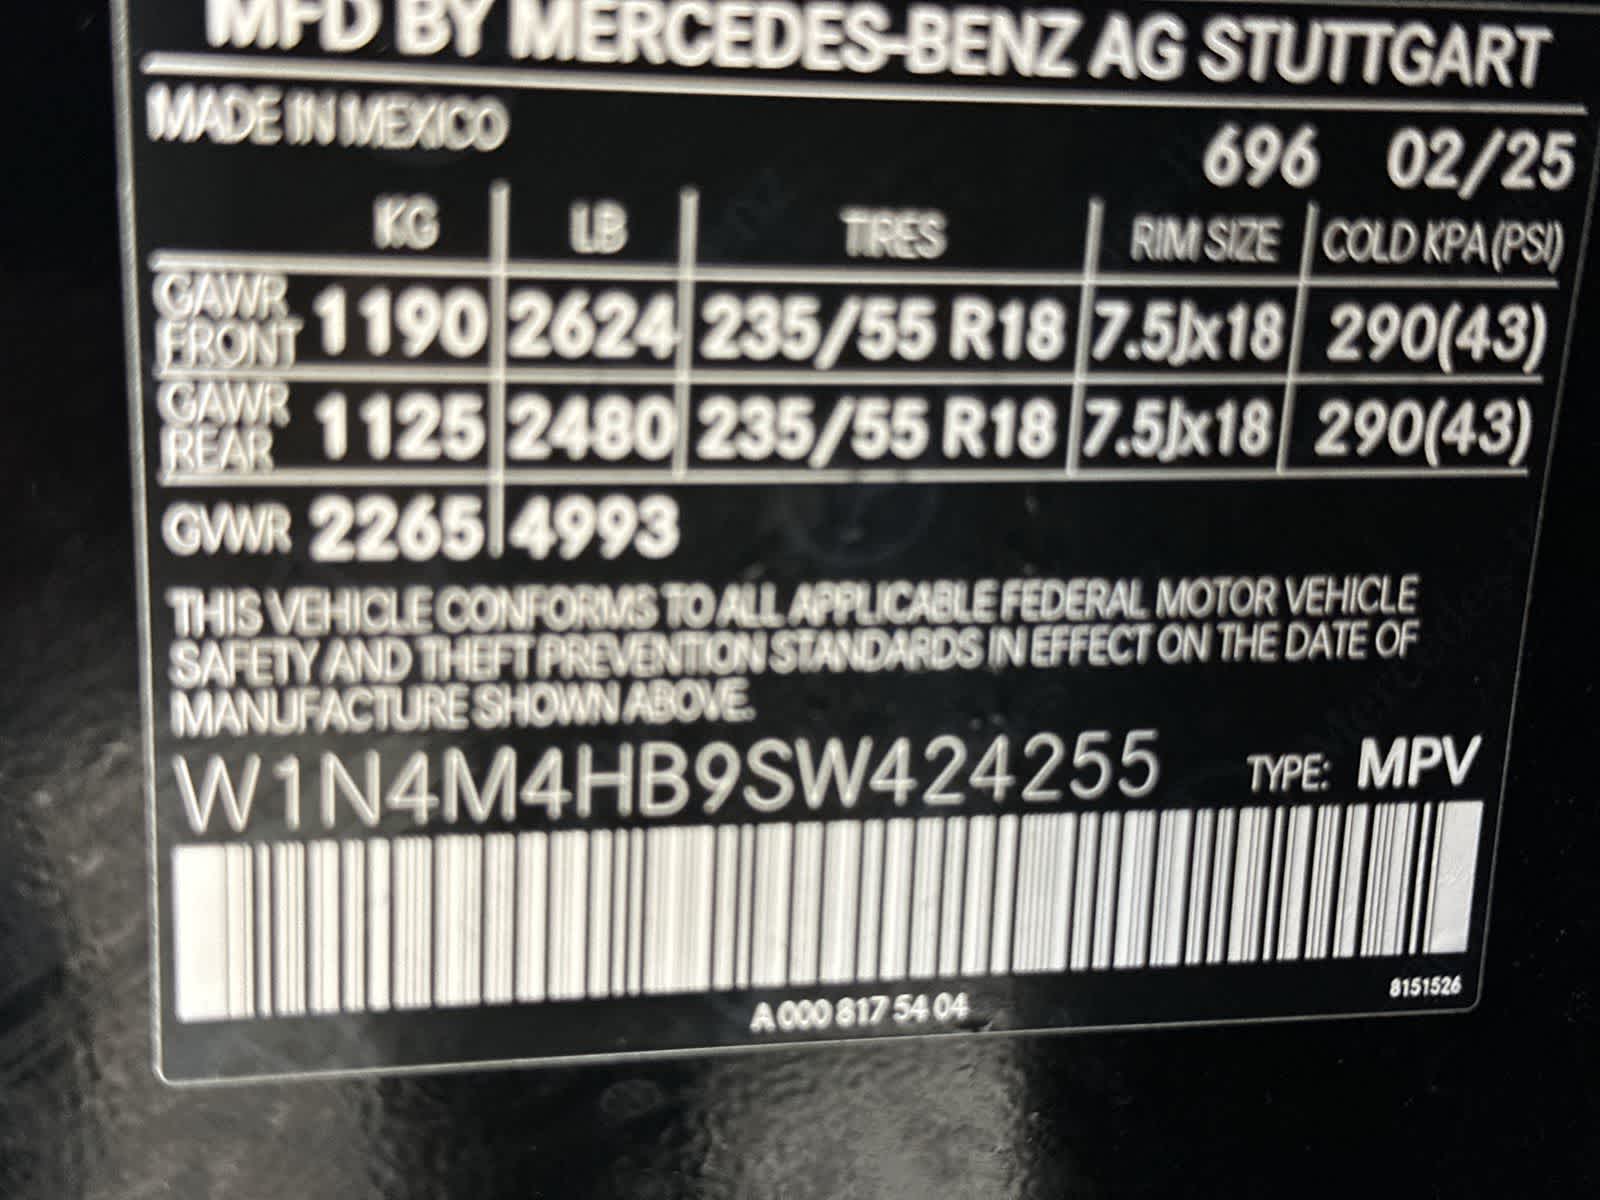 MFD BY MERCEDES-BENZ AG STUTTGART
MADE IN MEXICO
696 02/25
KG LB TIRES RIM SIZE COLD KPA (PSI)
GAWR FRONT 1190 2624 235/55 R18 7.5Jx18 290(43)
GAWR REAR 1125 2480 235/55 R18 7.5Jx18 290(43)
GVWR 2265 4993
THIS VEHICLE CONFORMS TO ALL APPLICABLE FEDERAL MOTOR VEHICLE
SAFETY AND THEFT PREVENTION STANDARDS IN EFFECT ON THE DATE OF
MANUFACTURE SHOWN ABOVE.
W1N4M4HB9SW424255 TYPE: MPV
A 000 817 54 04
8151526